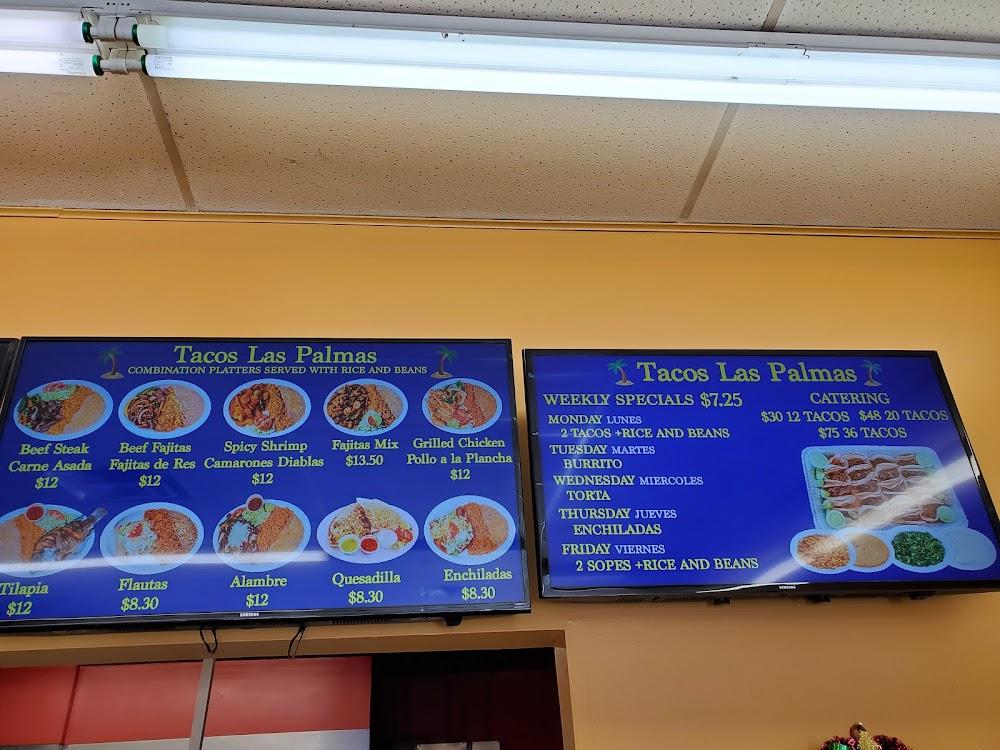 Tacos Las Palmas
COMBINATION PLATTERS SERVED WITH RICE AND BEANS
Beef Steak
Carne Asada
$12
Beef Fajitas
Fajitas de Res
$12
Spicy Shrimp
Camarones Diablas
$12
Fajitas Mix
$13.50
Grilled Chicken
Pollo a la Plancha
$12
Tilapia
$12
Flautas
$8.30
Alambre
$12
Quesadilla
$8.30
Enchiladas
$8.30
SAMSUNG
Tacos Las Palmas
WEEKLY SPECIALS $7.25
MONDAY LUNES
2 TACOS +RICE AND BEANS
TUESDAY MARTES
BURRITO
WEDNESDAY MIERCOLES
TORTA
THURSDAY JUEVES
ENCHILADAS
FRIDAY VIERNES
2 SOPES +RICE AND BEANS
CATERING
$30 12 TACOS $48 20 TACOS
$75 36 TACOS
SAMSUNG